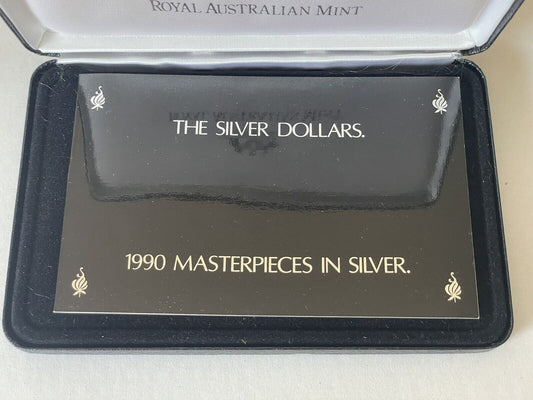 ROYAL AUSTRALIAN MINT
THE SILVER DOLLARS.
1990 MASTERPIECES IN SILVER.